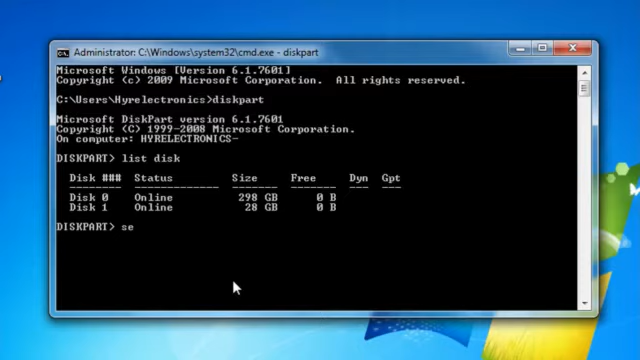 Administrator: C:\Windows\system32\cmd.exe - diskpart
Microsoft Windows [Version 6.1.7601]
Copyright (c) 2009 Microsoft Corporation.  All rights reserved.
C:\Users\Hyrelectronics>diskpart
Microsoft DiskPart version 6.1.7601
Copyright (C) 1999-2008 Microsoft Corporation.
On computer: HYRELECTRONICS-
DISKPART> list disk
Disk ###  Status         Size     Free     Dyn  Gpt
--------  -------------  -------  -------  ---  ---
Disk 0    Online          298 GB      0 B
Disk 1    Online           28 GB      0 B
DISKPART> se